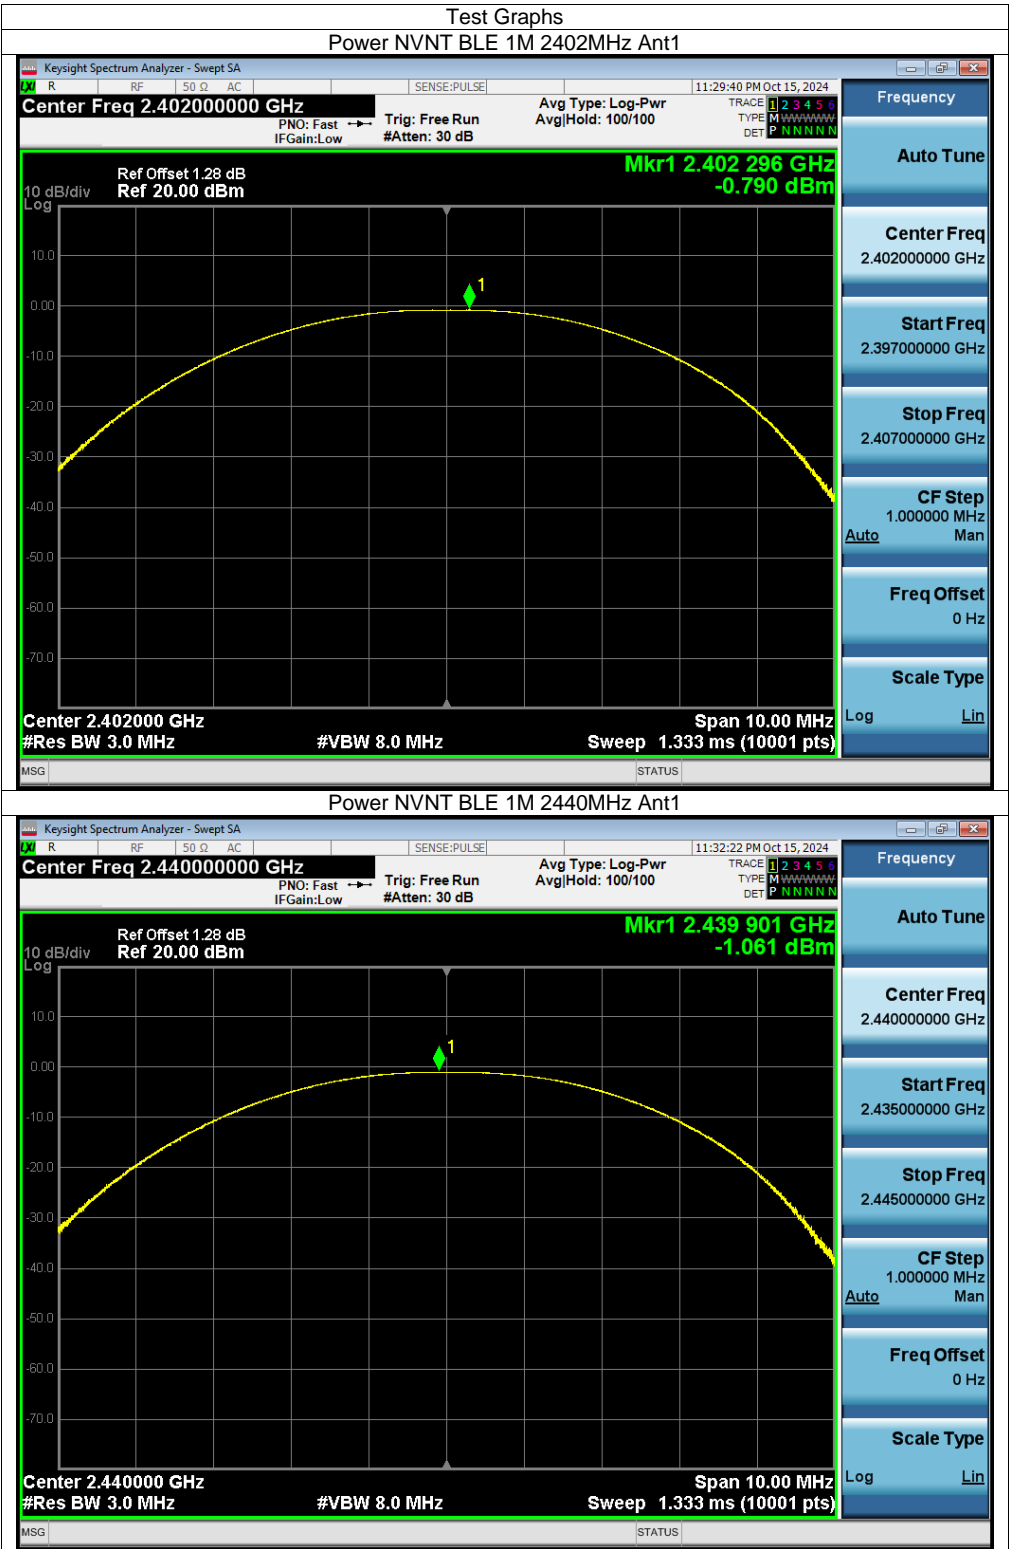 Test Graphs
Power NVNT BLE 1M 2402MHz Ant1
Keysight Spectrum Analyzer - Swept SA
LXI R RF 50 Ω AC SENSE:PULSE 11:29:40 PM Oct 15, 2024
Center Freq 2.402000000 GHz
PNO: Fast
IFGain:Low
Trig: Free Run
#Atten: 30 dB
Avg Type: Log-Pwr
Avg|Hold: 100/100
TRACE 1 2 3 4 5 6
TYPE M W W W W W
DET P N N N N N
Frequency
Auto Tune
Center Freq
2.402000000 GHz
Start Freq
2.397000000 GHz
Stop Freq
2.407000000 GHz
CF Step
1.000000 MHz
Auto Man
Freq Offset
0 Hz
Scale Type
Log Lin
Mkr1 2.402 296 GHz
-0.790 dBm
Ref Offset 1.28 dB
10 dB/div Ref 20.00 dBm
Log
10.0
1
0.00
-10.0
-20.0
-30.0
-40.0
-50.0
-60.0
-70.0
Center 2.402000 GHz Span 10.00 MHz
#Res BW 3.0 MHz #VBW 8.0 MHz Sweep 1.333 ms (10001 pts)
MSG STATUS
Power NVNT BLE 1M 2440MHz Ant1
Keysight Spectrum Analyzer - Swept SA
LXI R RF 50 Ω AC SENSE:PULSE 11:32:22 PM Oct 15, 2024
Center Freq 2.440000000 GHz
PNO: Fast
IFGain:Low
Trig: Free Run
#Atten: 30 dB
Avg Type: Log-Pwr
Avg|Hold: 100/100
TRACE 1 2 3 4 5 6
TYPE M W W W W W
DET P N N N N N
Frequency
Auto Tune
Center Freq
2.440000000 GHz
Start Freq
2.435000000 GHz
Stop Freq
2.445000000 GHz
CF Step
1.000000 MHz
Auto Man
Freq Offset
0 Hz
Scale Type
Log Lin
Mkr1 2.439 901 GHz
-1.061 dBm
Ref Offset 1.28 dB
10 dB/div Ref 20.00 dBm
Log
10.0
1
0.00
-10.0
-20.0
-30.0
-40.0
-50.0
-60.0
-70.0
Center 2.440000 GHz Span 10.00 MHz
#Res BW 3.0 MHz #VBW 8.0 MHz Sweep 1.333 ms (10001 pts)
MSG STATUS